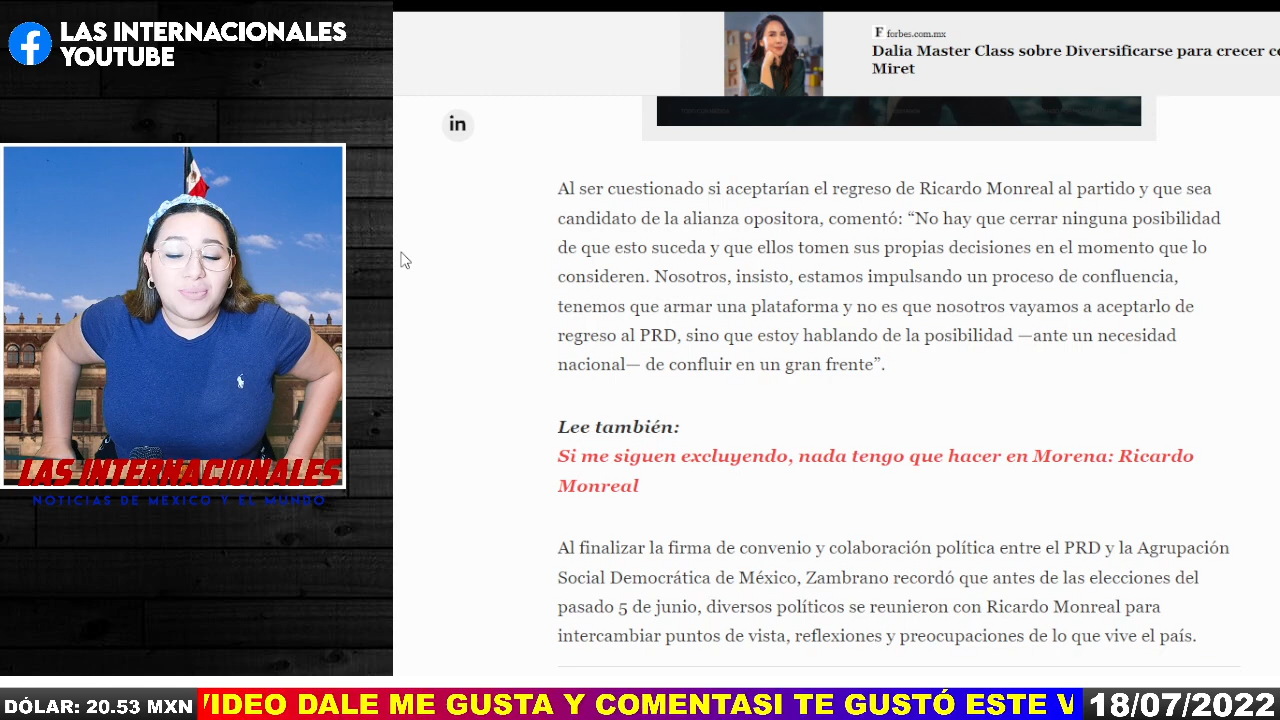 LAS INTERNACIONALES
YOUTUBE
F forbes.com.mx
Dalia Master Class sobre Diversificarse para crecer
Miret
in
Al ser cuestionado si aceptarían el regreso de Ricardo Monreal al partido y que sea
candidato de la alianza opositora, comentó: “No hay que cerrar ninguna posibilidad
de que esto suceda y que ellos tomen sus propias decisiones en el momento que lo
consideren. Nosotros, insisto, estamos impulsando un proceso de confluencia,
tenemos que armar una plataforma y no es que nosotros vayamos a aceptarlo de
regreso al PRD, sino que estoy hablando de la posibilidad —ante un necesidad
nacional— de confluir en un gran frente”.
Lee también:
Si me siguen excluyendo, nada tengo que hacer en Morena: Ricardo
Monreal
Al finalizar la firma de convenio y colaboración política entre el PRD y la Agrupación
Social Democrática de México, Zambrano recordó que antes de las elecciones del
pasado 5 de junio, diversos políticos se reunieron con Ricardo Monreal para
intercambiar puntos de vista, reflexiones y preocupaciones de lo que vive el país.
LAS INTERNACIONALES
NOTICIAS DE MEXICO Y EL MUNDO
DÓLAR: 20.53 MXN
VIDEO DALE ME GUSTA Y COMENTASI TE GUSTÓ ESTE V
18/07/2022